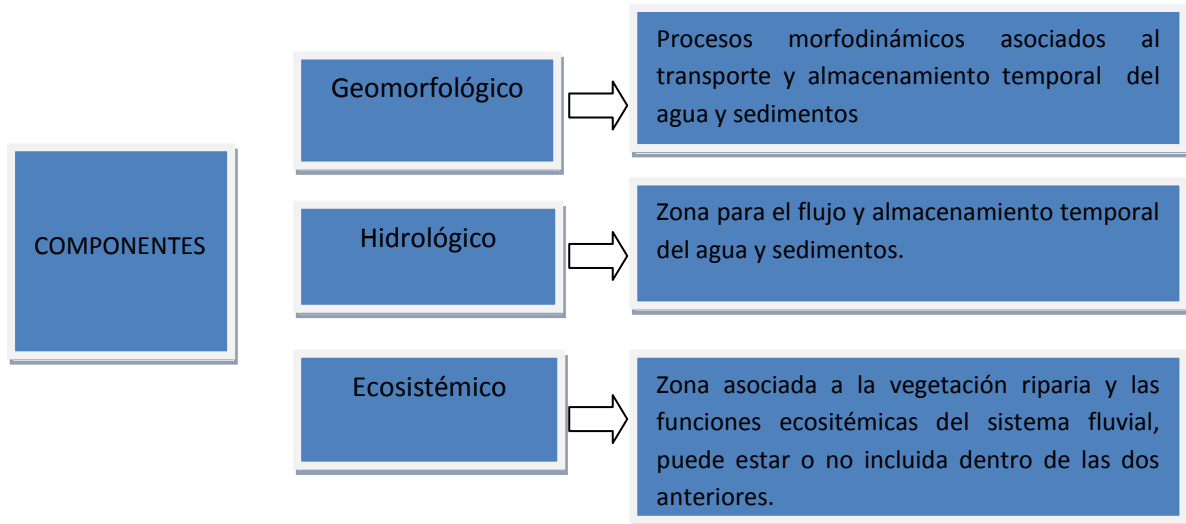 COMPONENTES
Geomorfológico
Procesos morfodinámicos asociados al
transporte y almacenamiento temporal del
agua y sedimentos
Hidrológico
Zona para el flujo y almacenamiento temporal
del agua y sedimentos.
Ecosistémico
Zona asociada a la vegetación riparia y las
funciones ecositémicas del sistema fluvial,
puede estar o no incluida dentro de las dos
anteriores.